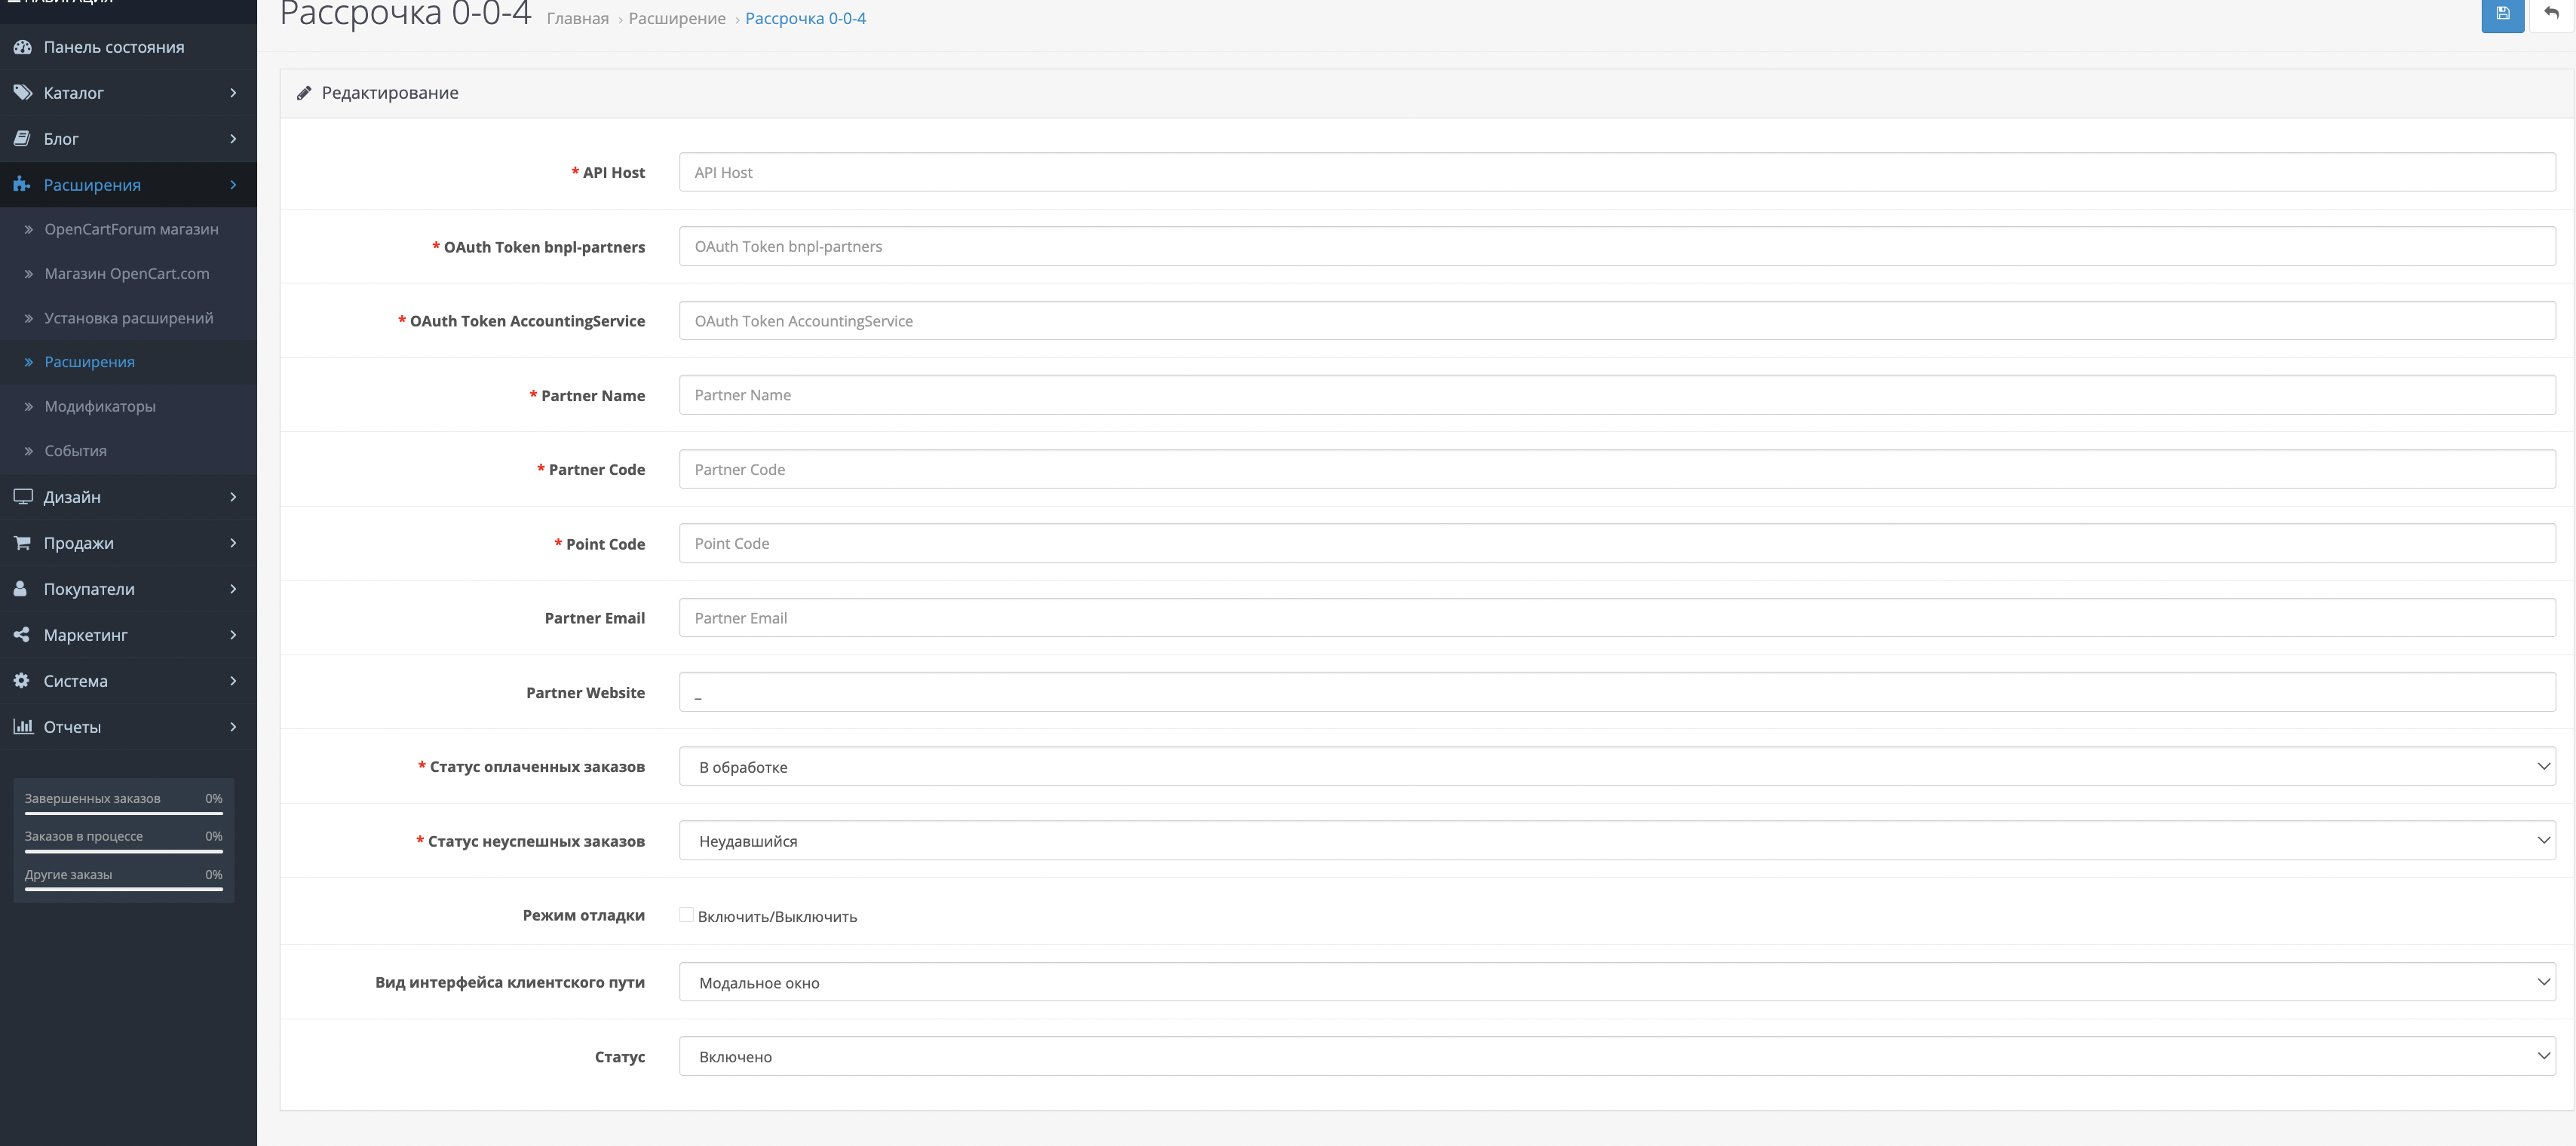 НАВИГАЦИЯ
Панель состояния
Каталог
Блог
Расширения
OpenCartForum магазин
Магазин OpenCart.com
Установка расширений
Расширения
Модификаторы
События
Дизайн
Продажи
Покупатели
Маркетинг
Система
Отчеты
Завершенных заказов 0%
Заказов в процессе 0%
Другие заказы 0%
Рассрочка 0-0-4 Главная › Расширение › Рассрочка 0-0-4
Редактирование
* API Host API Host
* OAuth Token bnpl-partners OAuth Token bnpl-partners
* OAuth Token AccountingService OAuth Token AccountingService
* Partner Name Partner Name
* Partner Code Partner Code
* Point Code Point Code
Partner Email Partner Email
Partner Website _
* Статус оплаченных заказов В обработке
* Статус неуспешных заказов Неудавшийся
Режим отладки Включить/Выключить
Вид интерфейса клиентского пути Модальное окно
Статус Включено